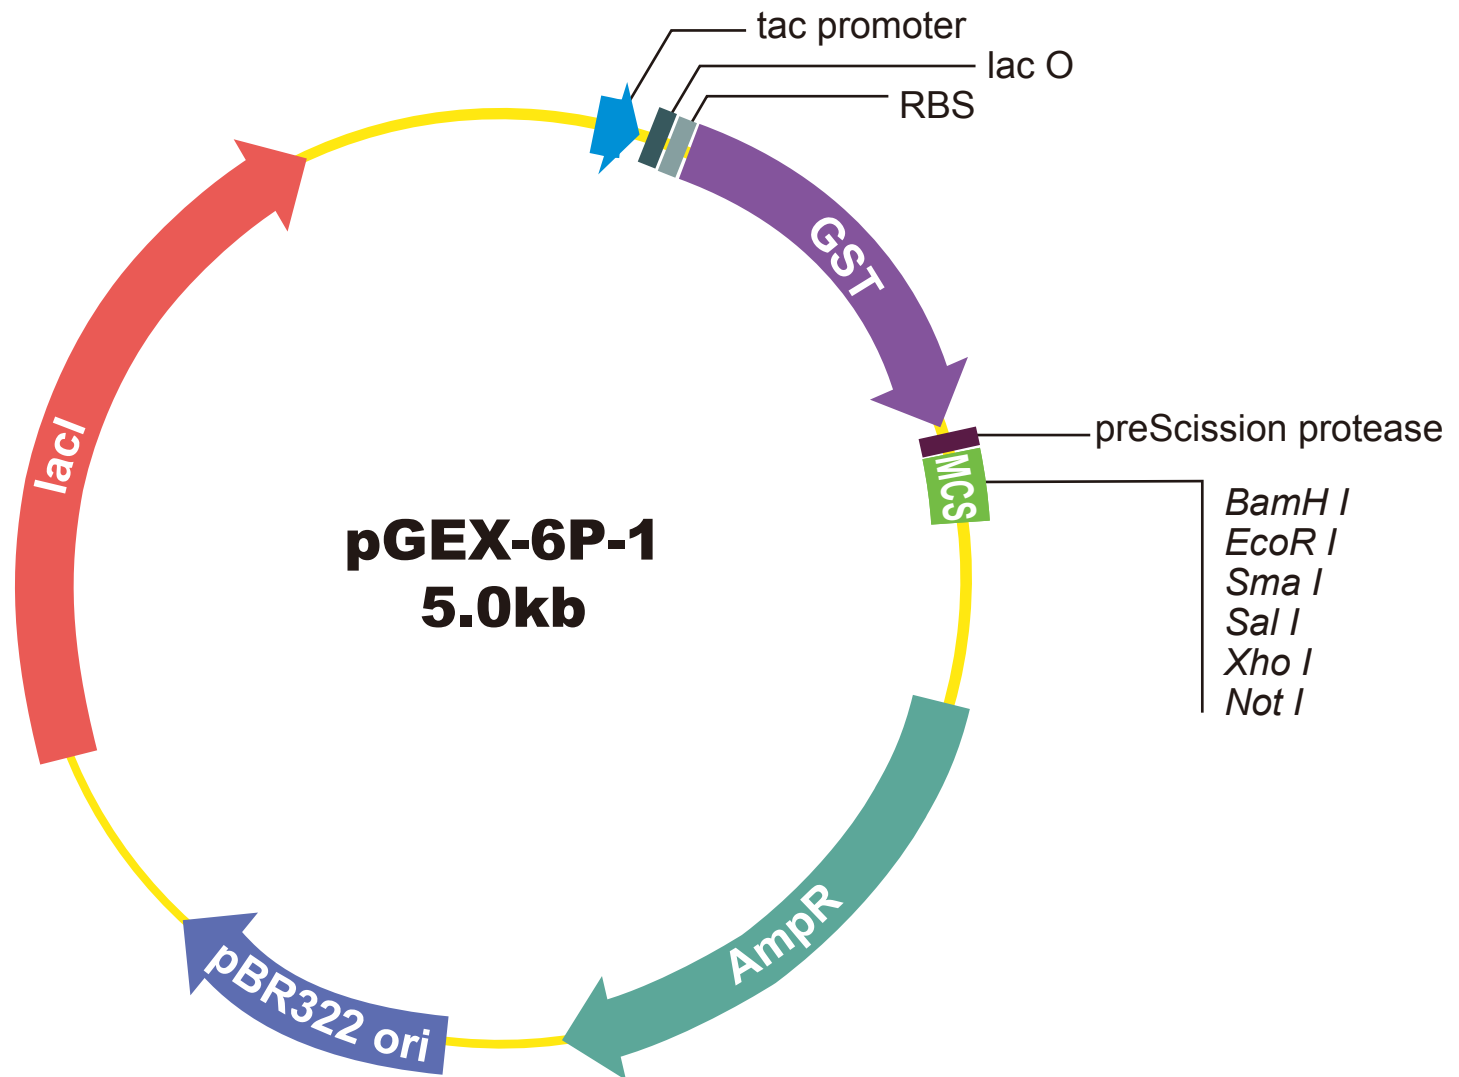 tac promoter
lac O
RBS
GST
preScission protease
MCS
BamH I
EcoR I
Sma I
Sal I
Xho I
Not I
lacI
pGEX-6P-1
5.0kb
AmpR
pBR322 ori